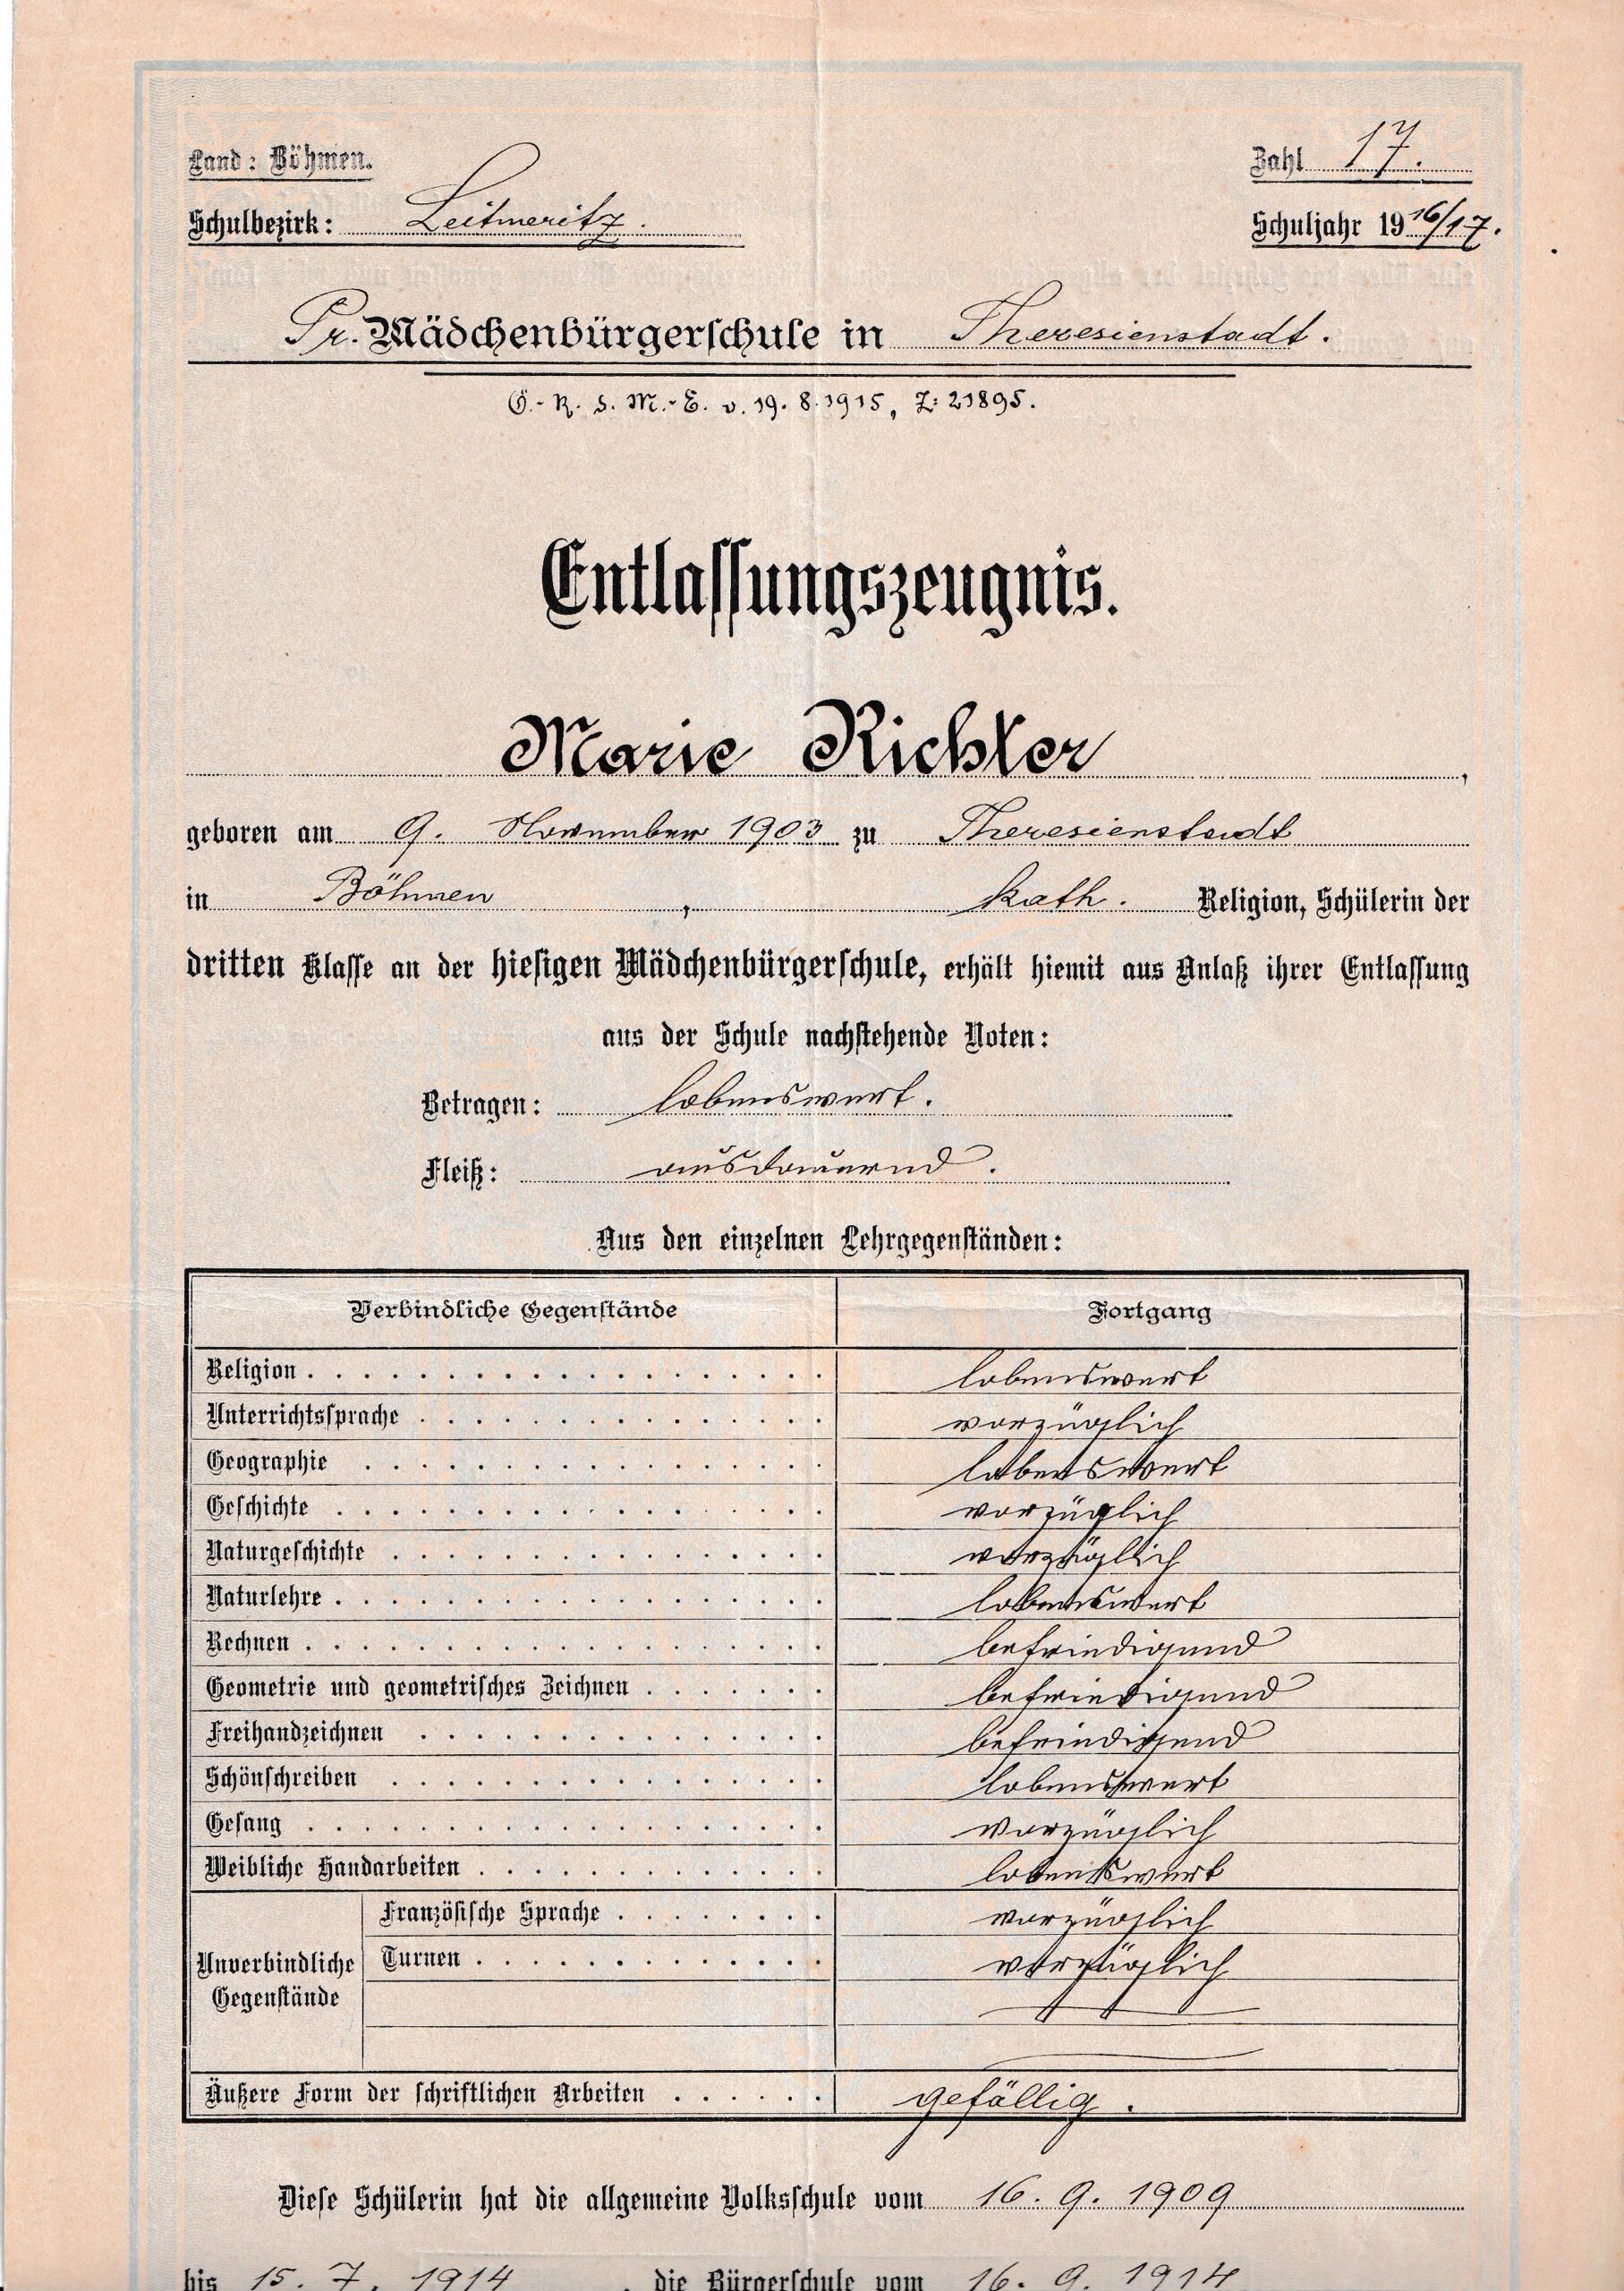 Land: Böhmen.
Zahl 17.
Schulbezirk: Leitmeritz.
Schuljahr 1916/17.
Pr. Mädchenbürgerschule in Theresienstadt.
Ö.-R. d. M.-E. v. 19. 8. 1915, Z: 21895.
Entlassungszeugnis.
Marie Richter,
geboren am 9. November 1903 zu Theresienstadt
in Böhmen, kath. Religion, Schülerin der
dritten Klasse an der hiesigen Mädchenbürgerschule, erhält hiemit aus Anlaß ihrer Entlassung
aus der Schule nachstehende Noten:
Betragen: lobenswert.
Fleiß: ausdauernd.
Aus den einzelnen Lehrgegenständen:
Verbindliche Gegenstände Fortgang
Religion lobenswert
Unterrichtssprache vorzüglich
Geographie lobenswert
Geschichte vorzüglich
Naturgeschichte vorzüglich
Naturlehre lobenswert
Rechnen befriedigend
Geometrie und geometrisches Zeichnen befriedigend
Freihandzeichnen befriedigend
Schönschreiben lobenswert
Gesang vorzüglich
Weibliche Handarbeiten lobenswert
Unverbindliche Gegenstände
Französische Sprache vorzüglich
Turnen vorzüglich
Äußere Form der schriftlichen Arbeiten gefällig.
Diese Schülerin hat die allgemeine Volksschule vom 16. 9. 1909
bis 15. 7. 1914, die Bürgerschule vom 16. 9. 1914